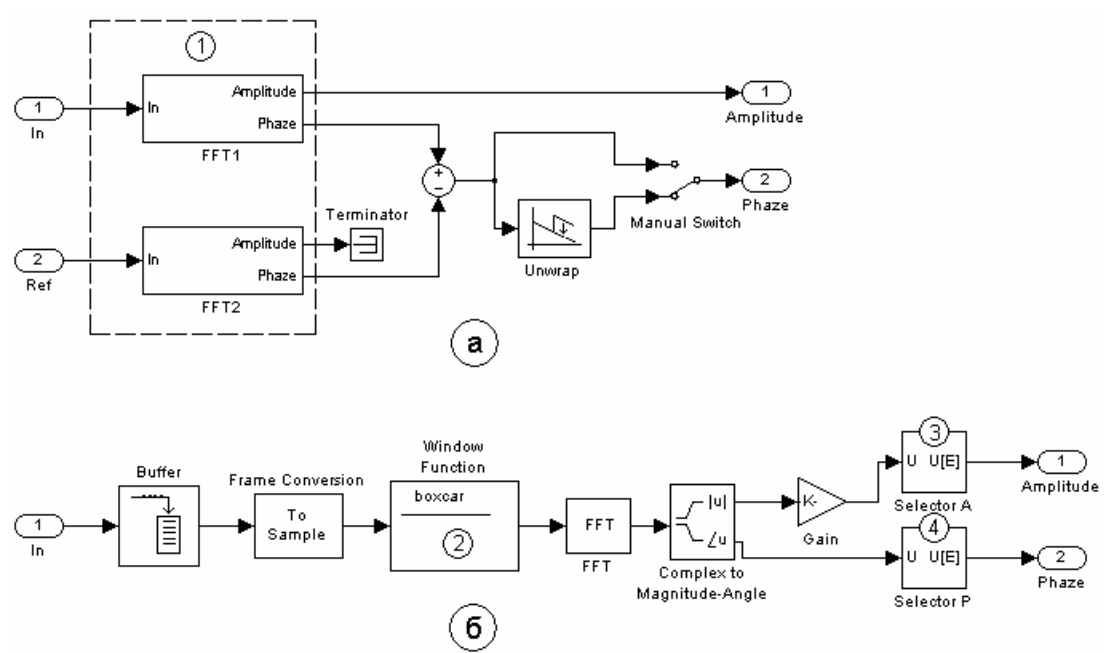 1
1
In
In
Amplitude
Phaze
FFT1
1
Amplitude
+
−
Manual Switch
2
Phaze
Unwrap
Terminator
2
Ref
In
Amplitude
Phaze
FFT2
а
1
In
Buffer
Frame Conversion
To
Sample
Window
Function
boxcar
2
FFT
FFT
|u|
∠u
Complex to
Magnitude-Angle
-K-
Gain
3
U U[E]
Selector A
1
Amplitude
4
U U[E]
Selector P
2
Phaze
б